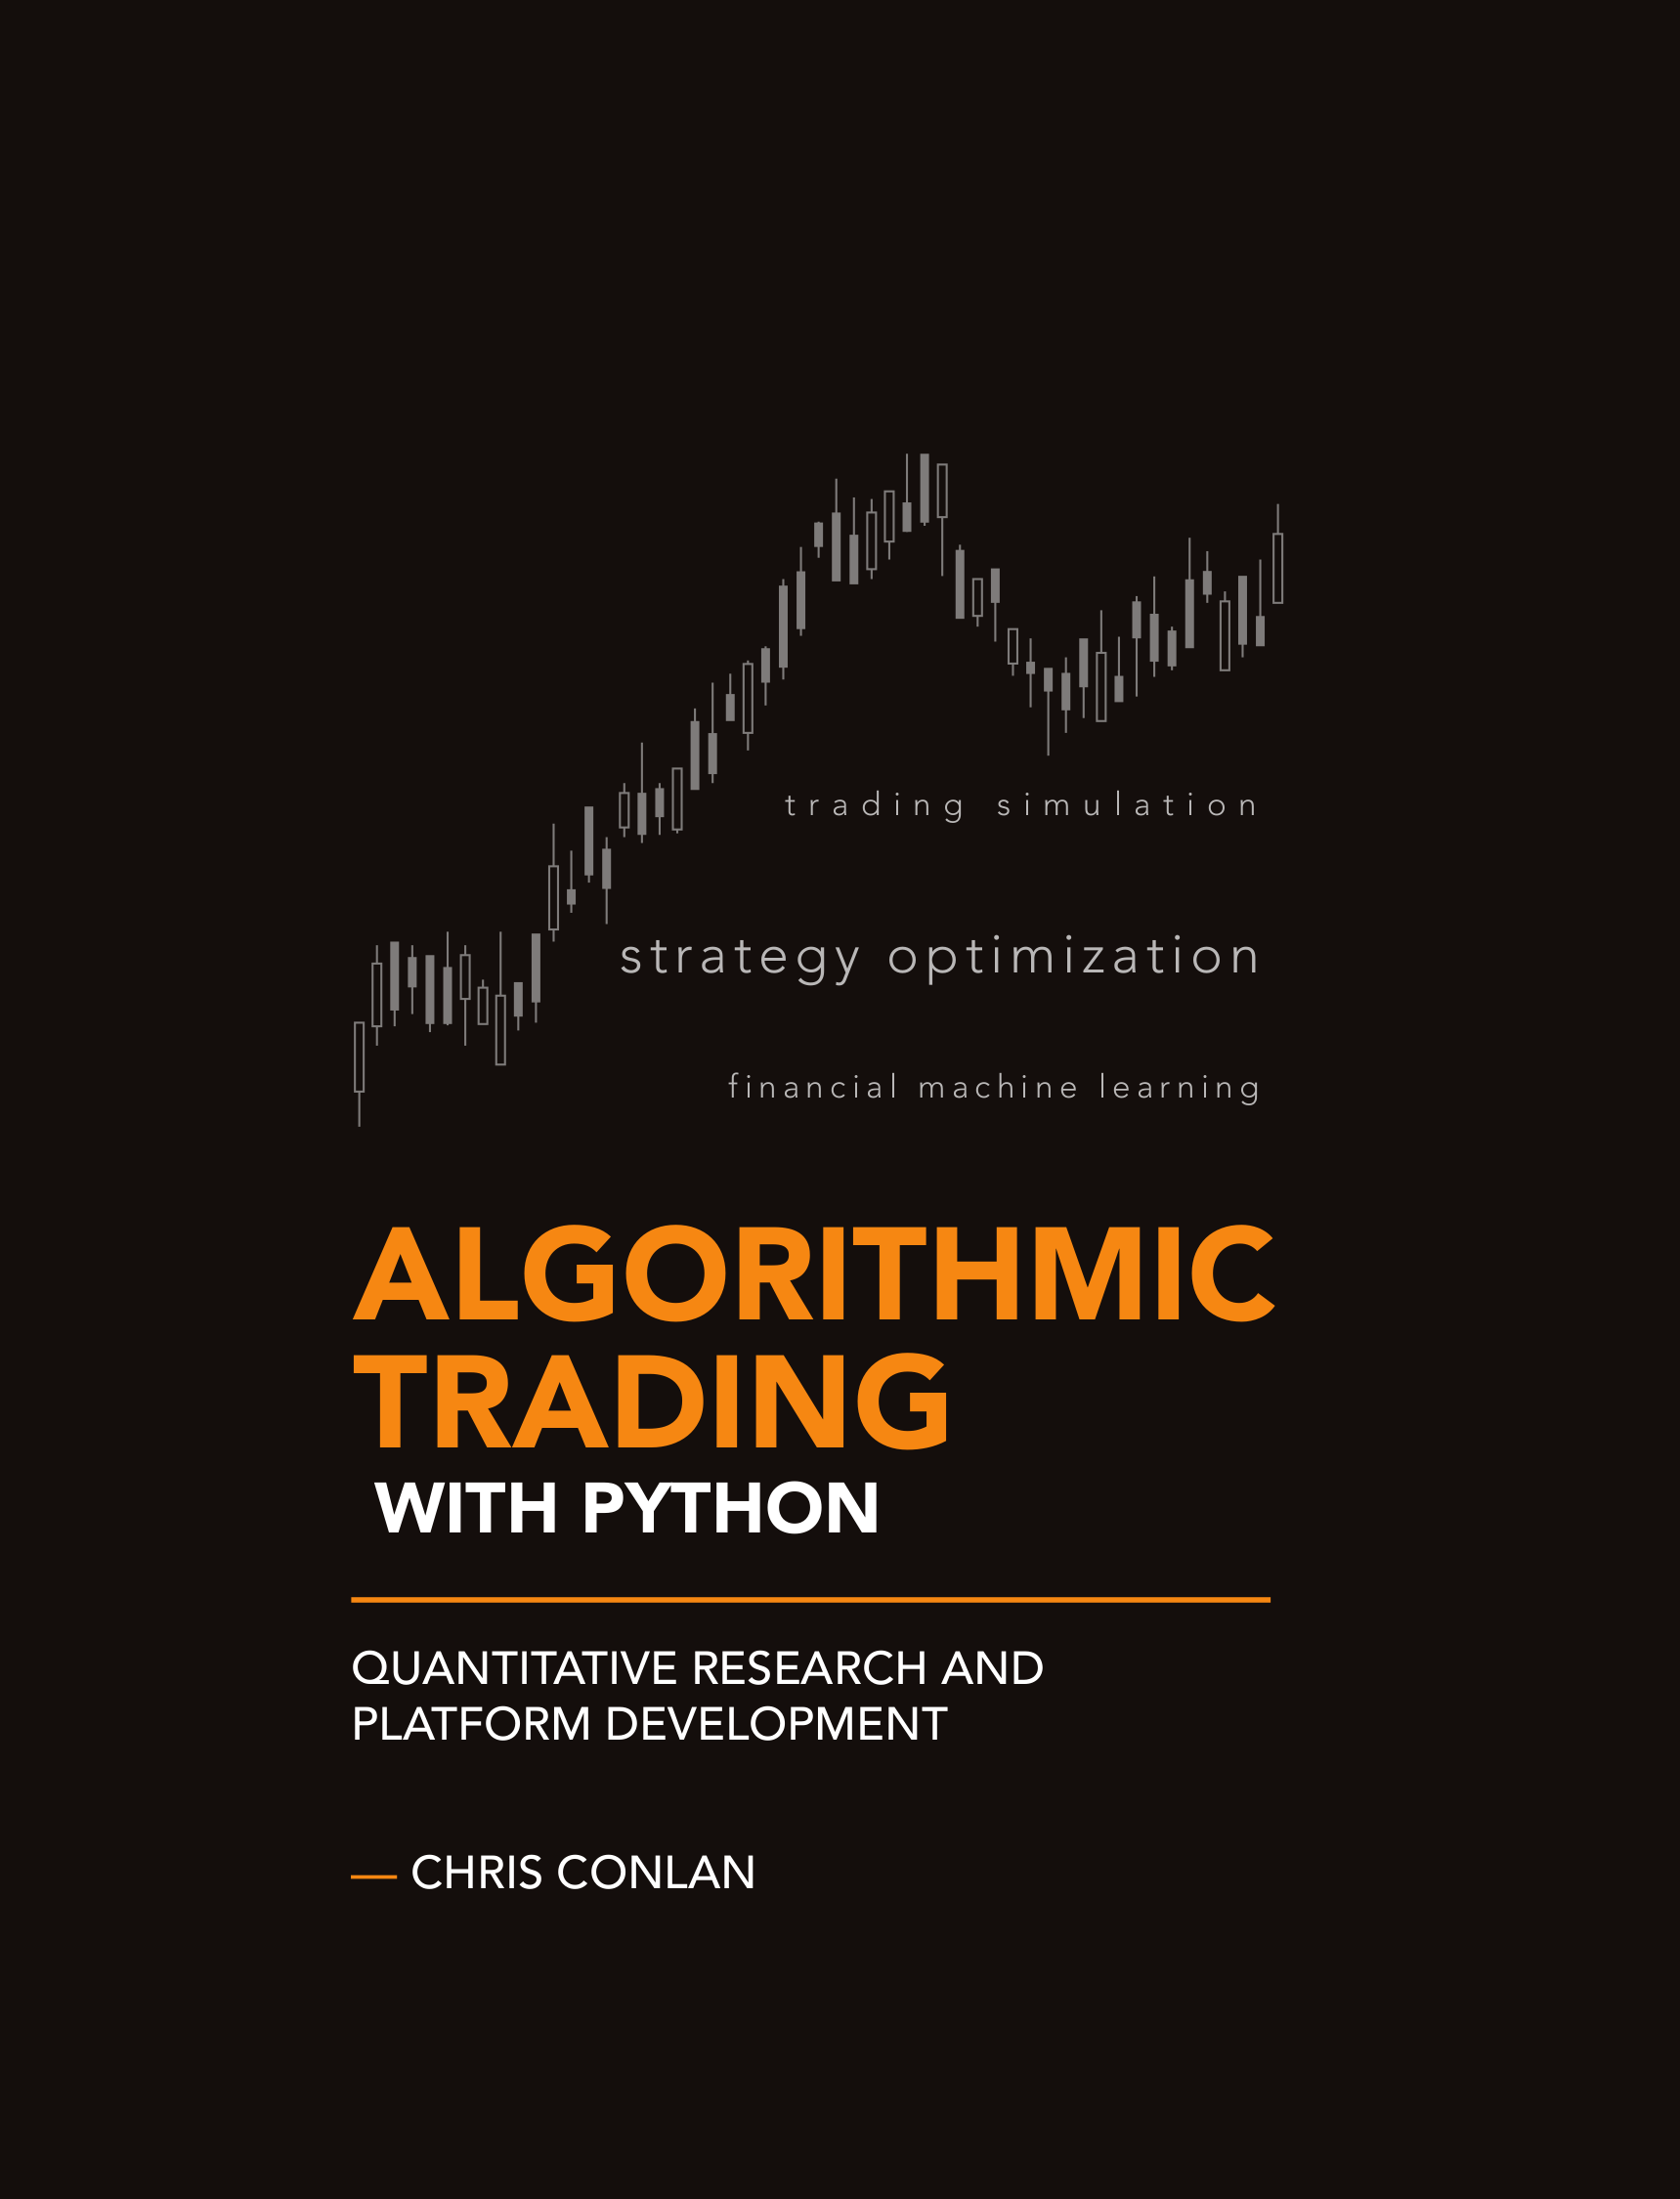 trading simulation
strategy optimization
financial machine learning
ALGORITHMIC
TRADING
WITH PYTHON
QUANTITATIVE RESEARCH AND
PLATFORM DEVELOPMENT
— CHRIS CONLAN